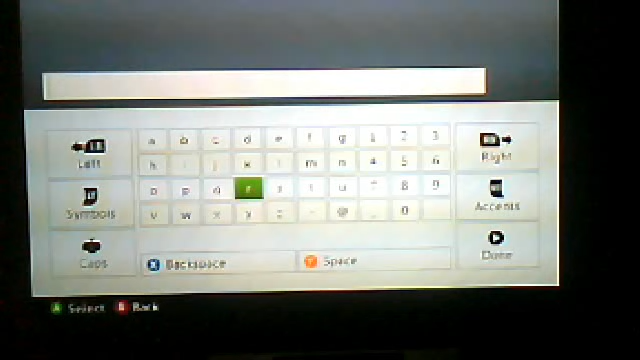 Left
a b c d e f g 1 2 3
Right
h k m n 4 5 6
Symbols
o p q r s t u 8 9
Accents
v w x y z - @ _ 0
Caps
X Backspace
Y Space
Done
A Select B Back